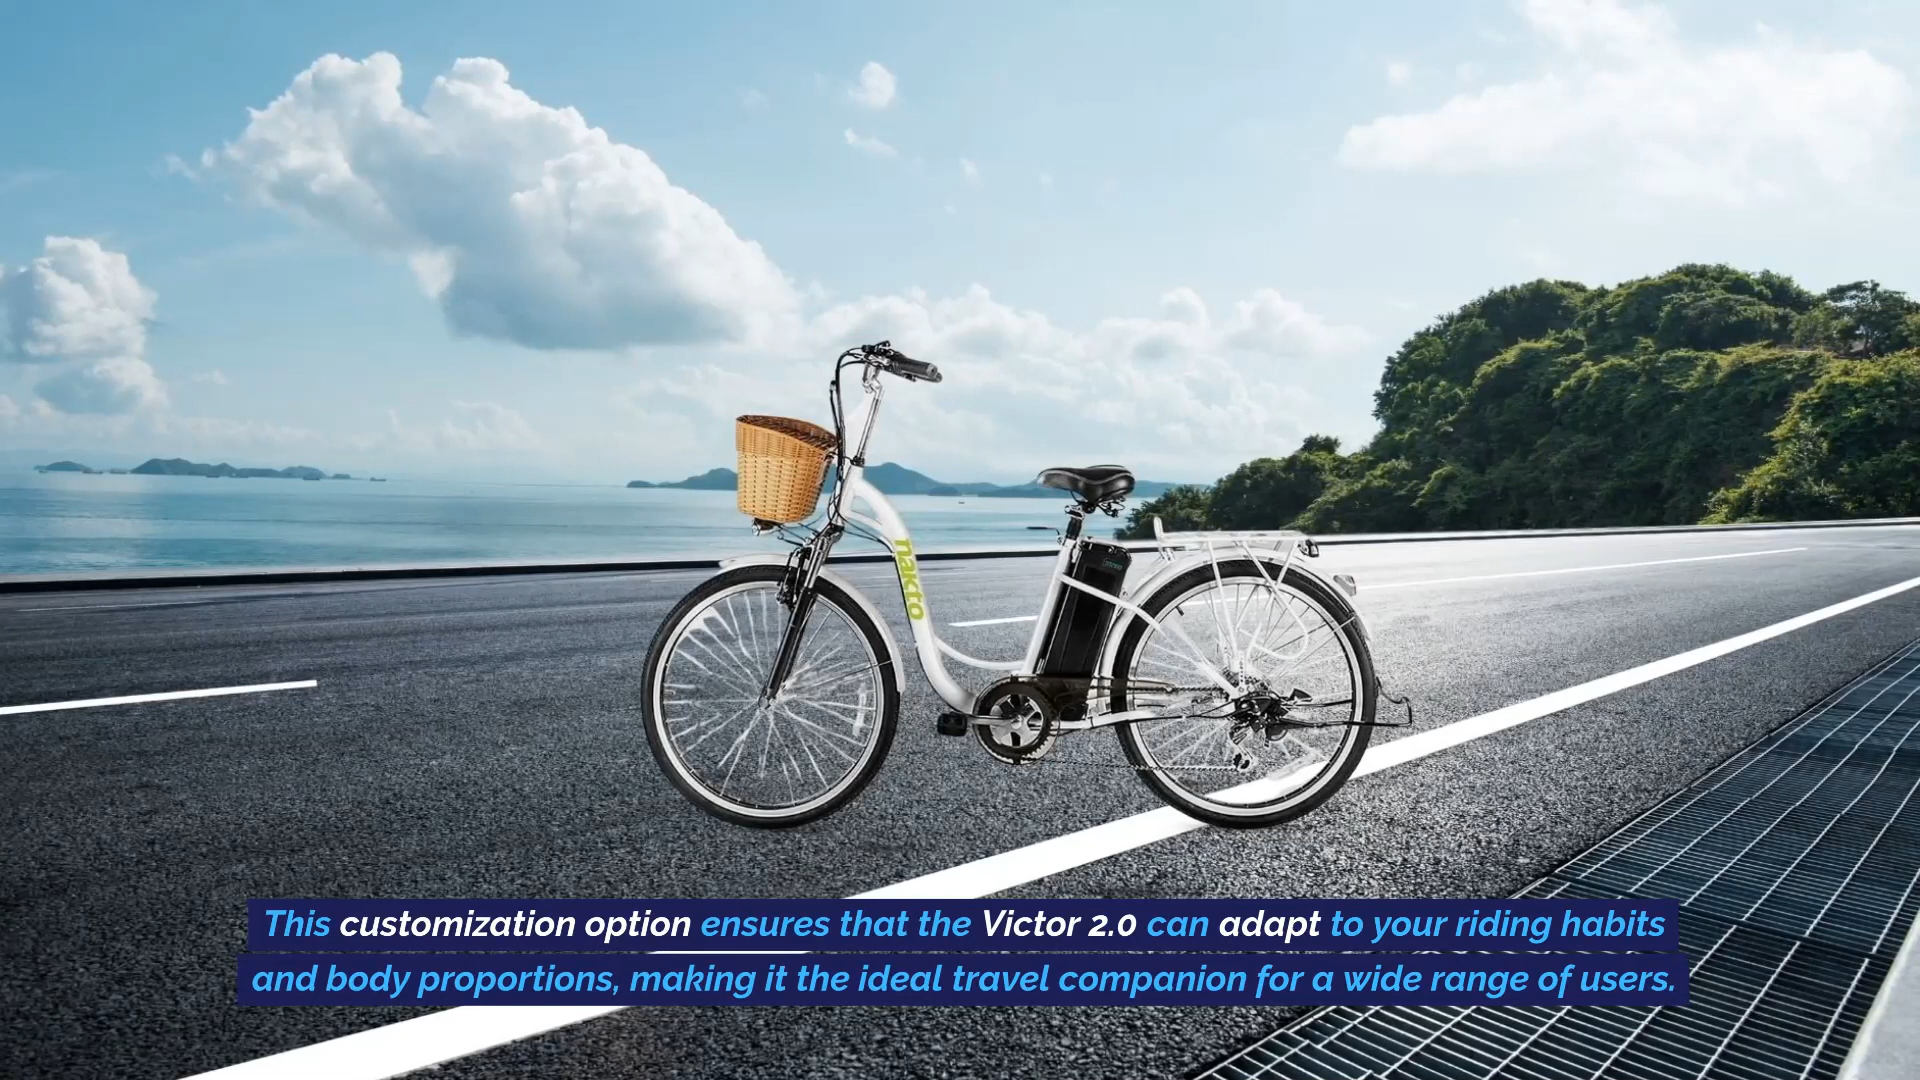 nakto
This customization option ensures that the Victor 2.0 can adapt to your riding habits
and body proportions, making it the ideal travel companion for a wide range of users.